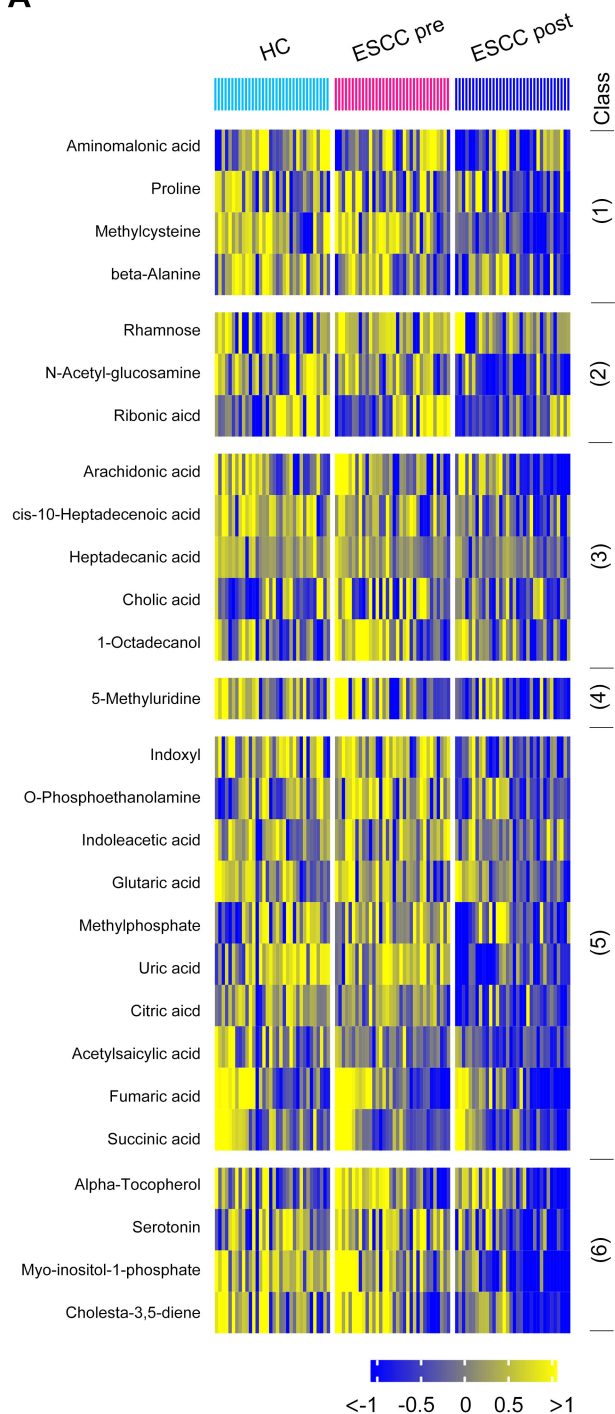 A
HC
ESCC pre
ESCC post
Class
Aminomalonic acid
Proline
Methylcysteine
beta-Alanine
(1)
Rhamnose
N-Acetyl-glucosamine
Ribonic aicd
(2)
Arachidonic acid
cis-10-Heptadecenoic acid
Heptadecanic acid
Cholic acid
1-Octadecanol
(3)
5-Methyluridine
(4)
Indoxyl
O-Phosphoethanolamine
Indoleacetic acid
Glutaric acid
Methylphosphate
Uric acid
Citric aicd
Acetylsaicylic acid
Fumaric acid
Succinic acid
(5)
Alpha-Tocopherol
Serotonin
Myo-inositol-1-phosphate
Cholesta-3,5-diene
(6)
<-1 -0.5 0 0.5 >1